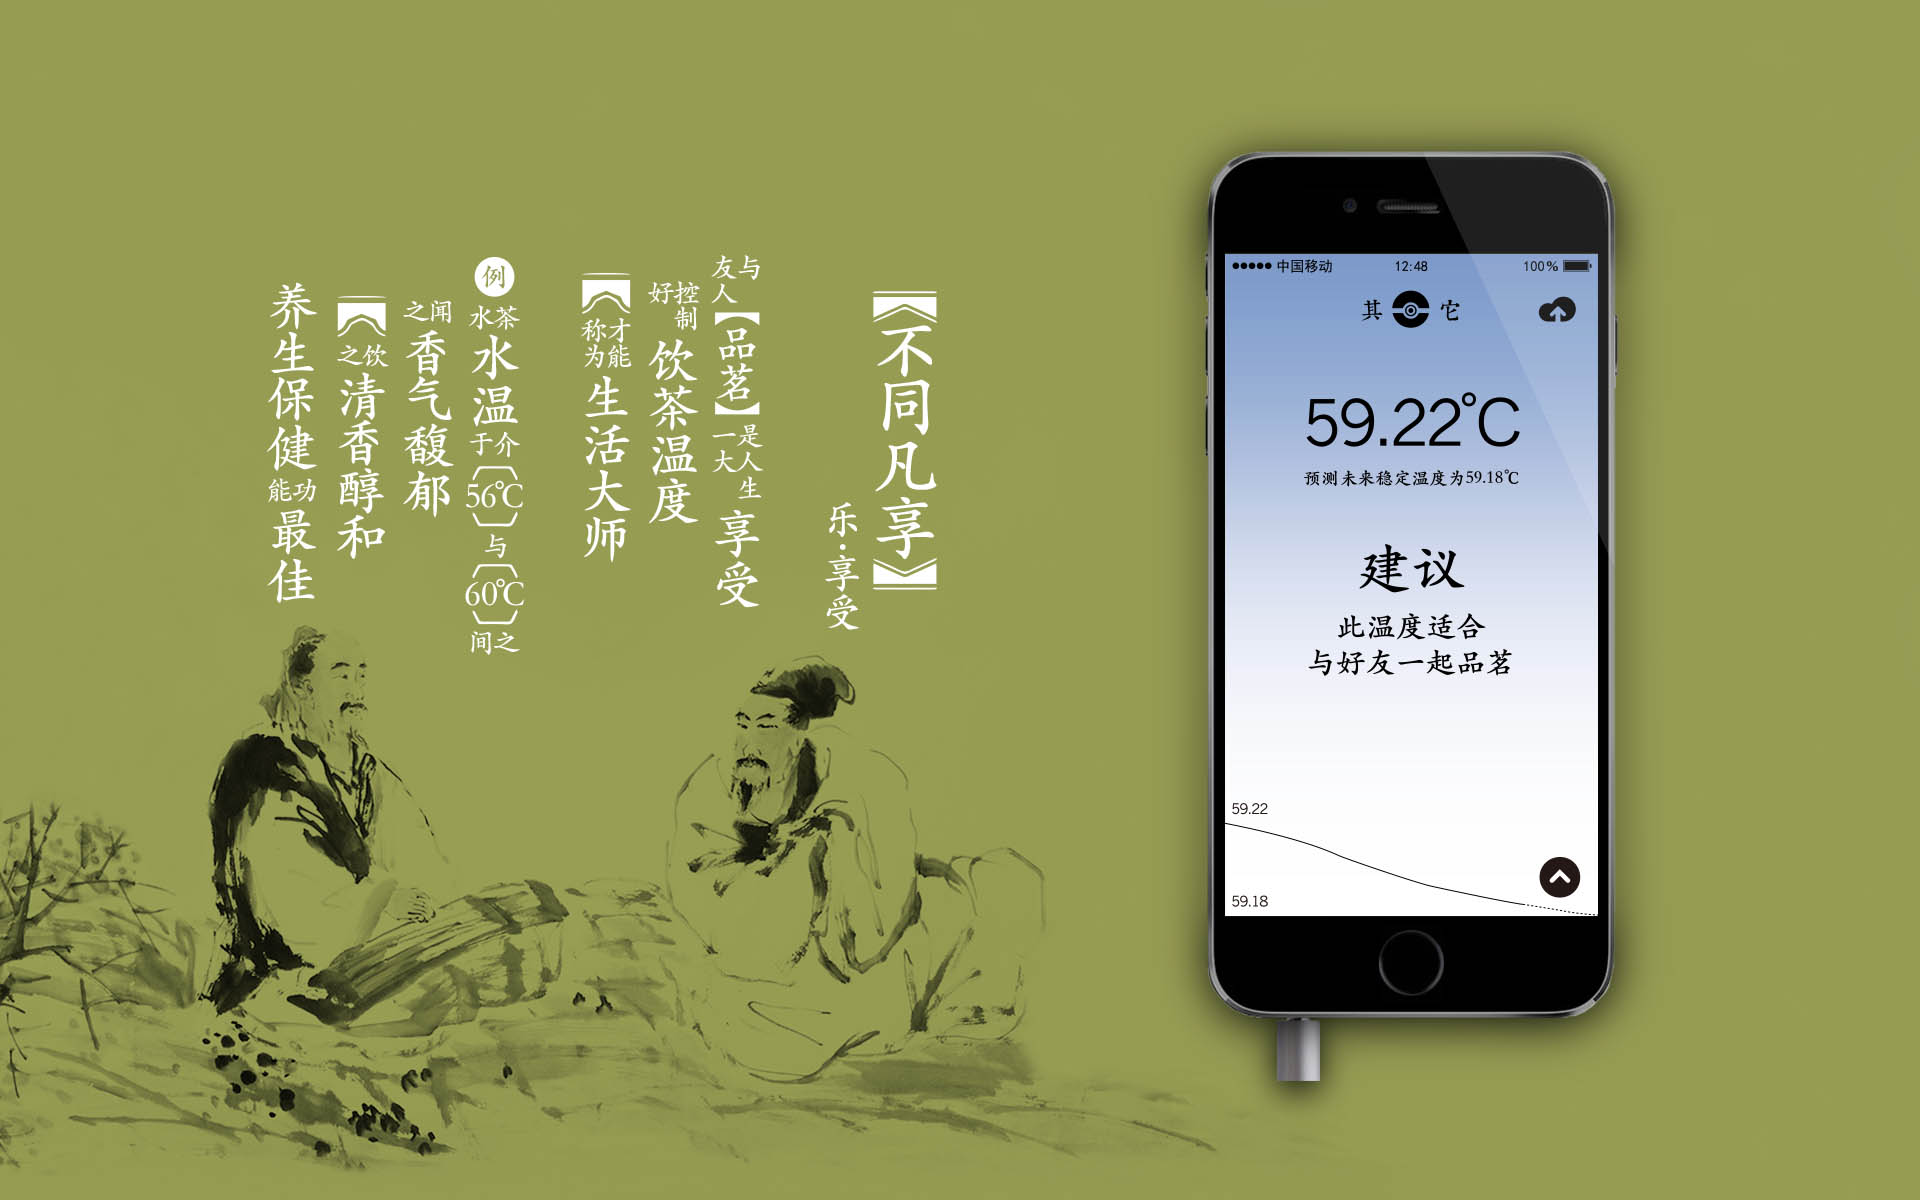 《不同凡享》
乐·享受
与友人【品茗】是人生一大享受
控制好饮茶温度
才能称为生活大师
例
茶水水温介于56℃与60℃之间
闻之香气馥郁
饮之清香醇和
养生保健功能最佳
中国移动 12:48 100%
其 它
59.22℃
预测未来稳定温度为59.18℃
建议
此温度适合
与好友一起品茗
59.22
59.18